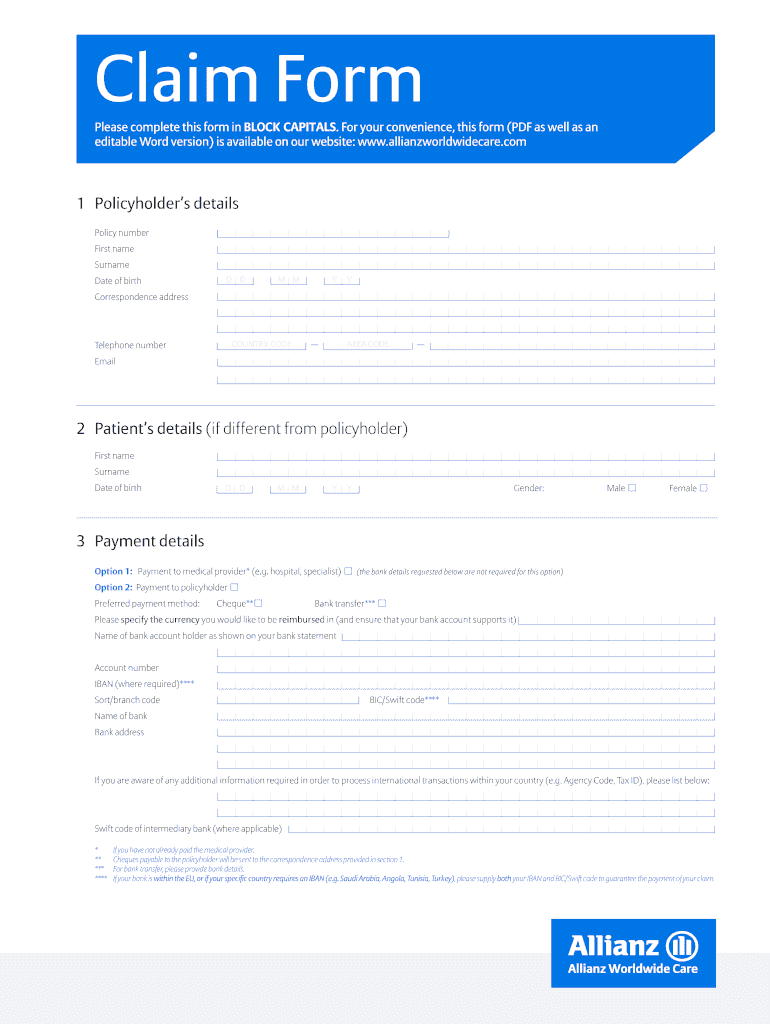 Claim Form
Please complete this form in BLOCK CAPITALS. For your convenience, this form (PDF as well as an
editable Word version) is available on our website: www.allianzworldwidecare.com
1 Policyholder's details
Policy number
First name
Surname
Date of birth D D M M Y Y
Correspondence address
Telephone number COUNTRY CODE — AREA CODE —
Email
2 Patient's details (if different from policyholder)
First name
Surname
Date of birth D D M M Y Y Gender: Male Female
3 Payment details
Option 1: Payment to medical provider* (e.g. hospital, specialist) (the bank details requested below are not required for this option)
Option 2: Payment to policyholder
Preferred payment method: Cheque** Bank transfer***
Please specify the currency you would like to be reimbursed in (and ensure that your bank account supports it)
Name of bank account holder as shown on your bank statement
Account number
IBAN (where required)****
Sort/branch code BIC/Swift code****
Name of bank
Bank address
If you are aware of any additional information required in order to process international transactions within your country (e.g. Agency Code, Tax ID), please list below:
Swift code of intermediary bank (where applicable)
* If you have not already paid the medical provider.
** Cheques payable to the policyholder will be sent to the correspondence address provided in section 1.
*** For bank transfer, please provide bank details.
**** If your bank is within the EU, or if your specific country requires an IBAN (e.g. Saudi Arabia, Angola, Tunisia, Turkey), please supply both your IBAN and BIC/Swift code to guarantee the payment of your claim.
Allianz
Allianz Worldwide Care